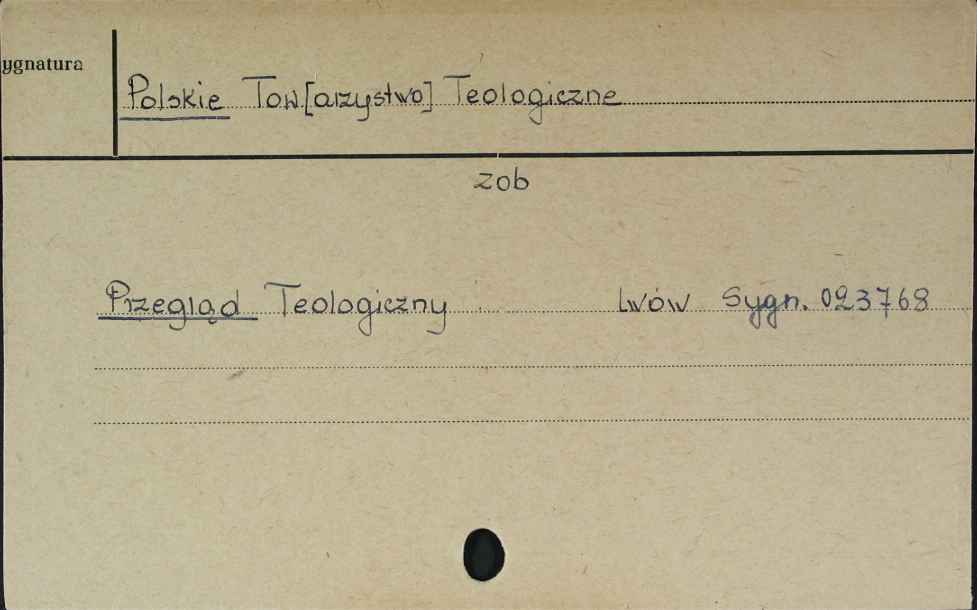 ygnatura
Polskie Tow.[arzystwo] Teologiczne
zob
Przegląd Teologiczny Lwów Sygn. 023768